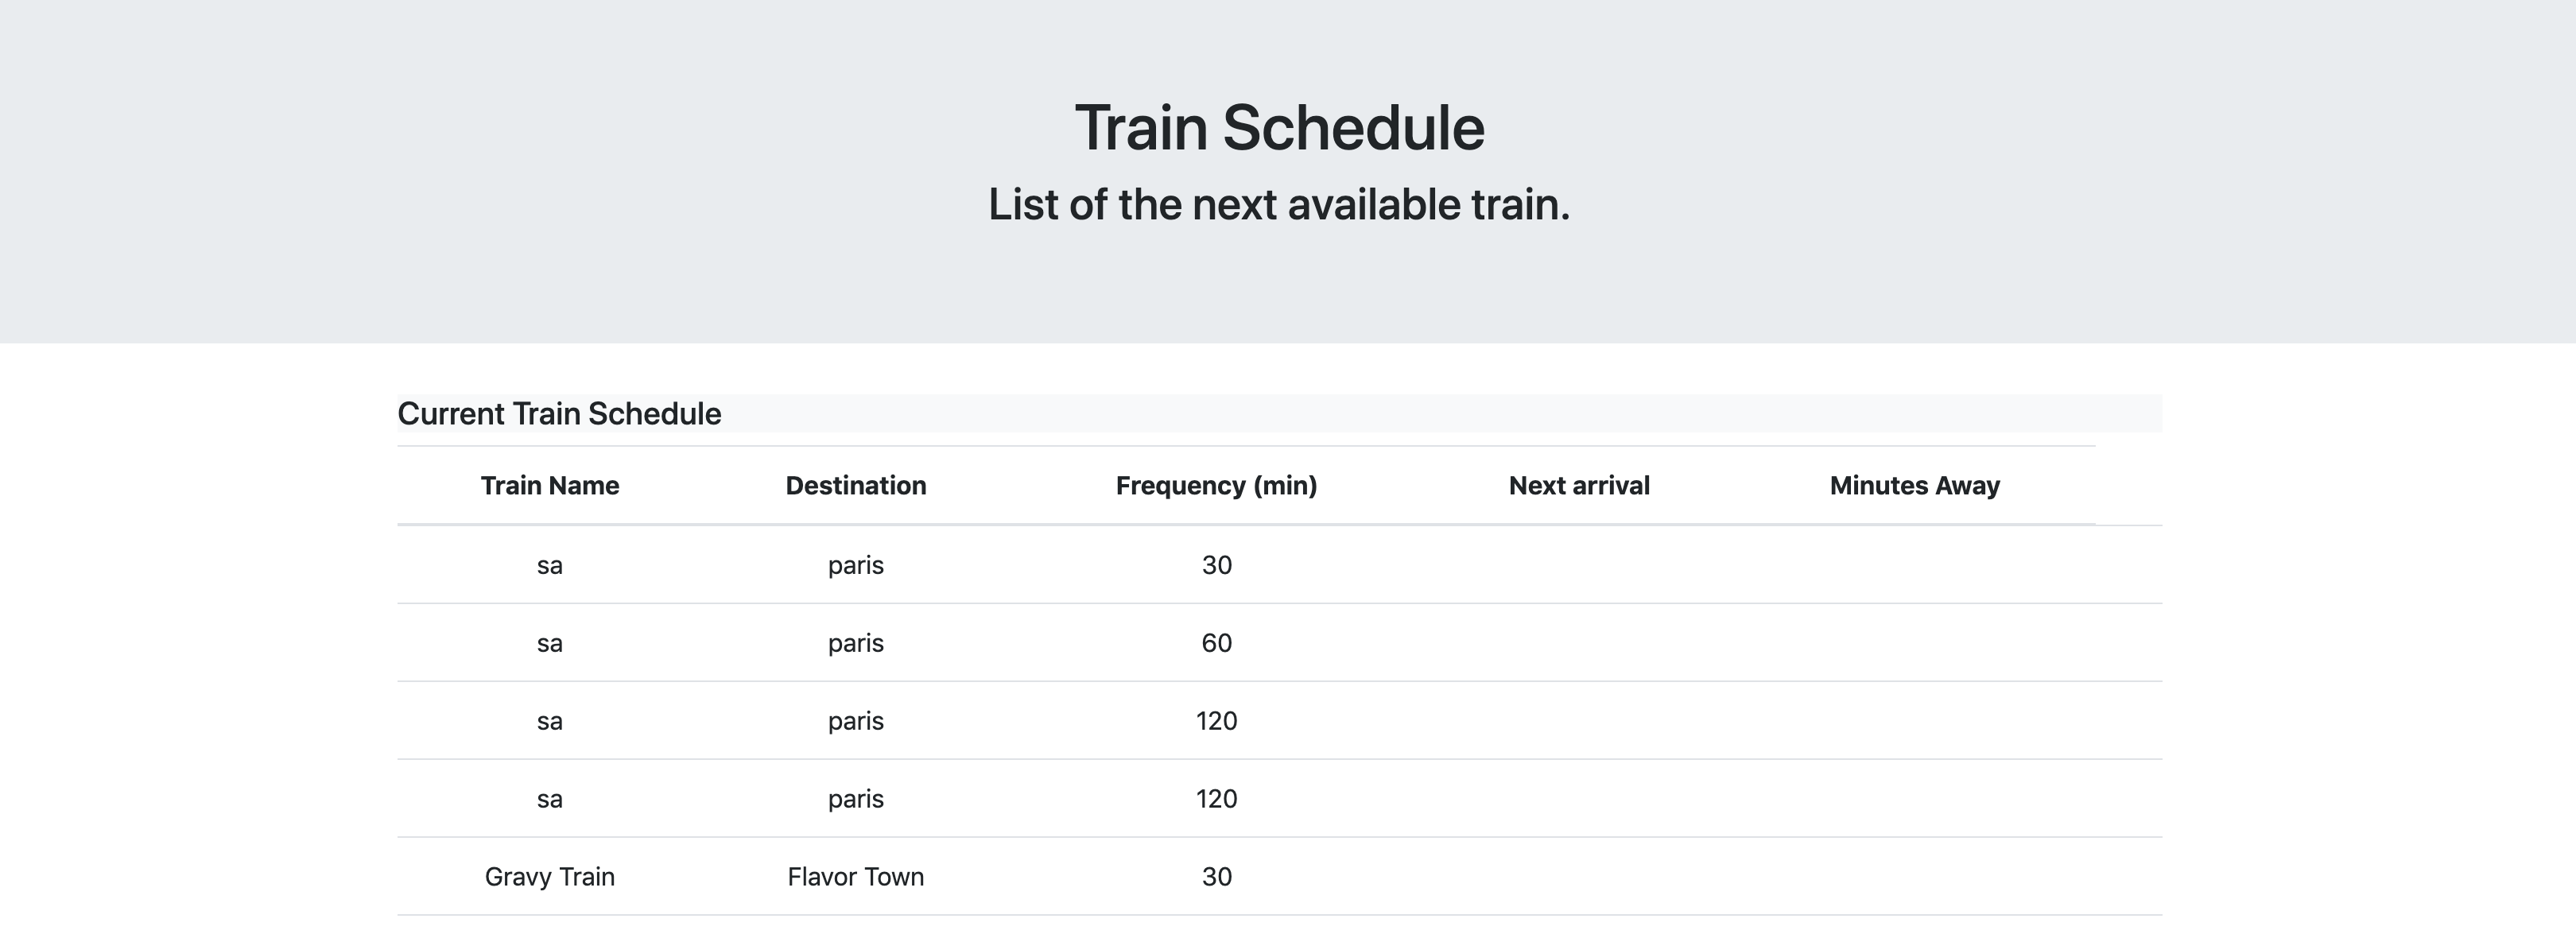 Train Schedule
List of the next available train.
Current Train Schedule
Train Name Destination Frequency (min) Next arrival Minutes Away
sa paris 30
sa paris 60
sa paris 120
sa paris 120
Gravy Train Flavor Town 30